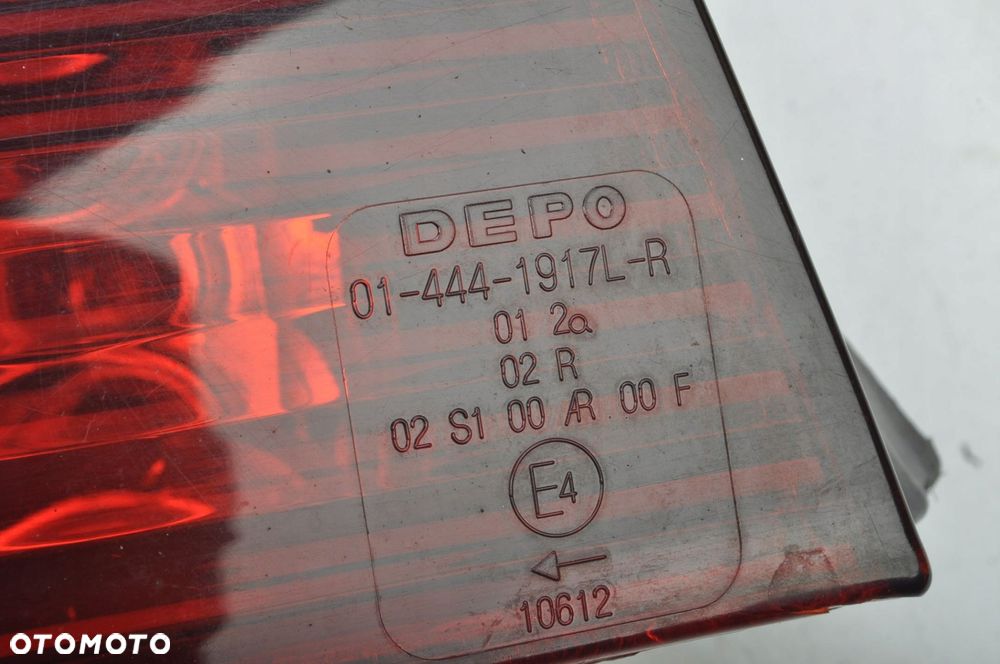 DEPO
01-444-1917L-R
01 2a
02 R
02 S1 00 AR 00 F
E4
10612
OTOMOTO